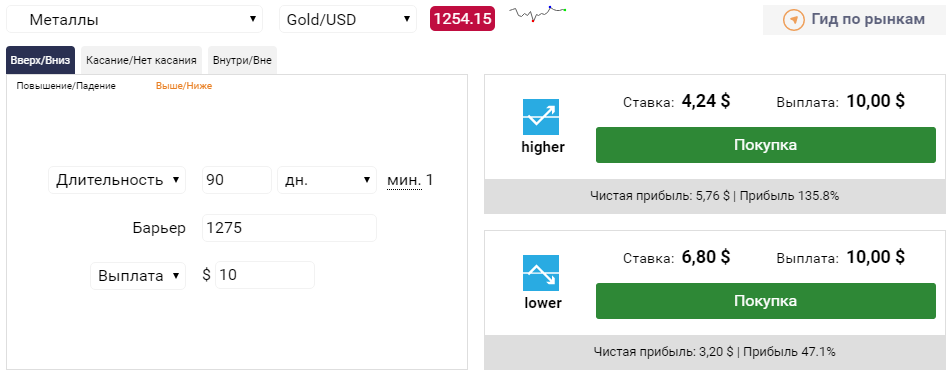 Металлы ▼ Gold/USD ▼ 1254.15 Гид по рынкам
Вверх/Вниз Касание/Нет касания Внутри/Вне
Повышение/Падение Выше/Ниже
Длительность ▼ 90 дн. ▼ мин. 1
Барьер 1275
Выплата ▼ $ 10
higher
Ставка: 4,24 $ Выплата: 10,00 $
Покупка
Чистая прибыль: 5,76 $ | Прибыль 135.8%
lower
Ставка: 6,80 $ Выплата: 10,00 $
Покупка
Чистая прибыль: 3,20 $ | Прибыль 47.1%